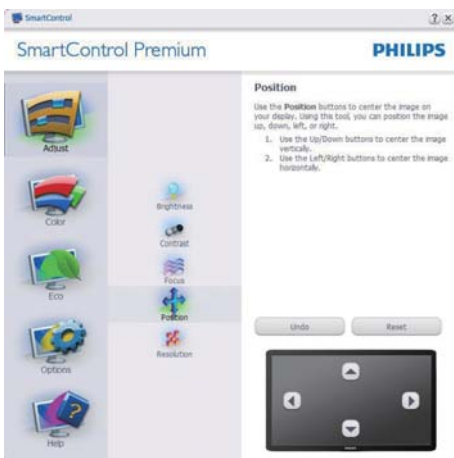 SmartControl
SmartControl Premium
PHILIPS
Adjust
Color
Eco
Options
Help
Brightness
Contrast
Focus
Position
Resolution
Position
Use the Position buttons to center the image on
your display. Using this tool, you can position the image
up, down, left, or right.
1. Use the Up/Down buttons to center the image
vertically.
2. Use the Left/Right buttons to center the image
horizontally.
Undo
Reset